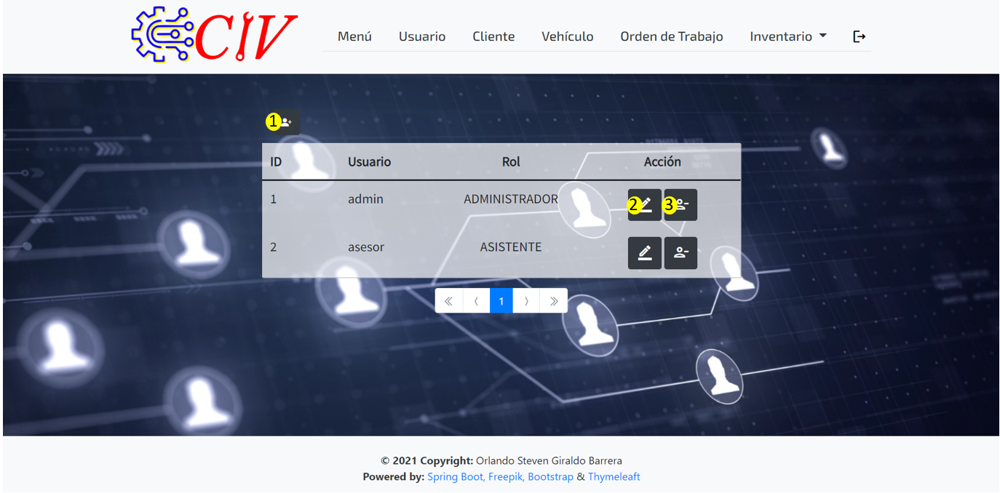 CIV
Menú Usuario Cliente Vehículo Orden de Trabajo Inventario
1
ID Usuario Rol Acción
1 admin ADMINISTRADOR 2 3
2 asesor ASISTENTE
« ‹ 1 › »
© 2021 Copyright: Orlando Steven Giraldo Barrera
Powered by: Spring Boot, Freepik, Bootstrap & Thymeleaft